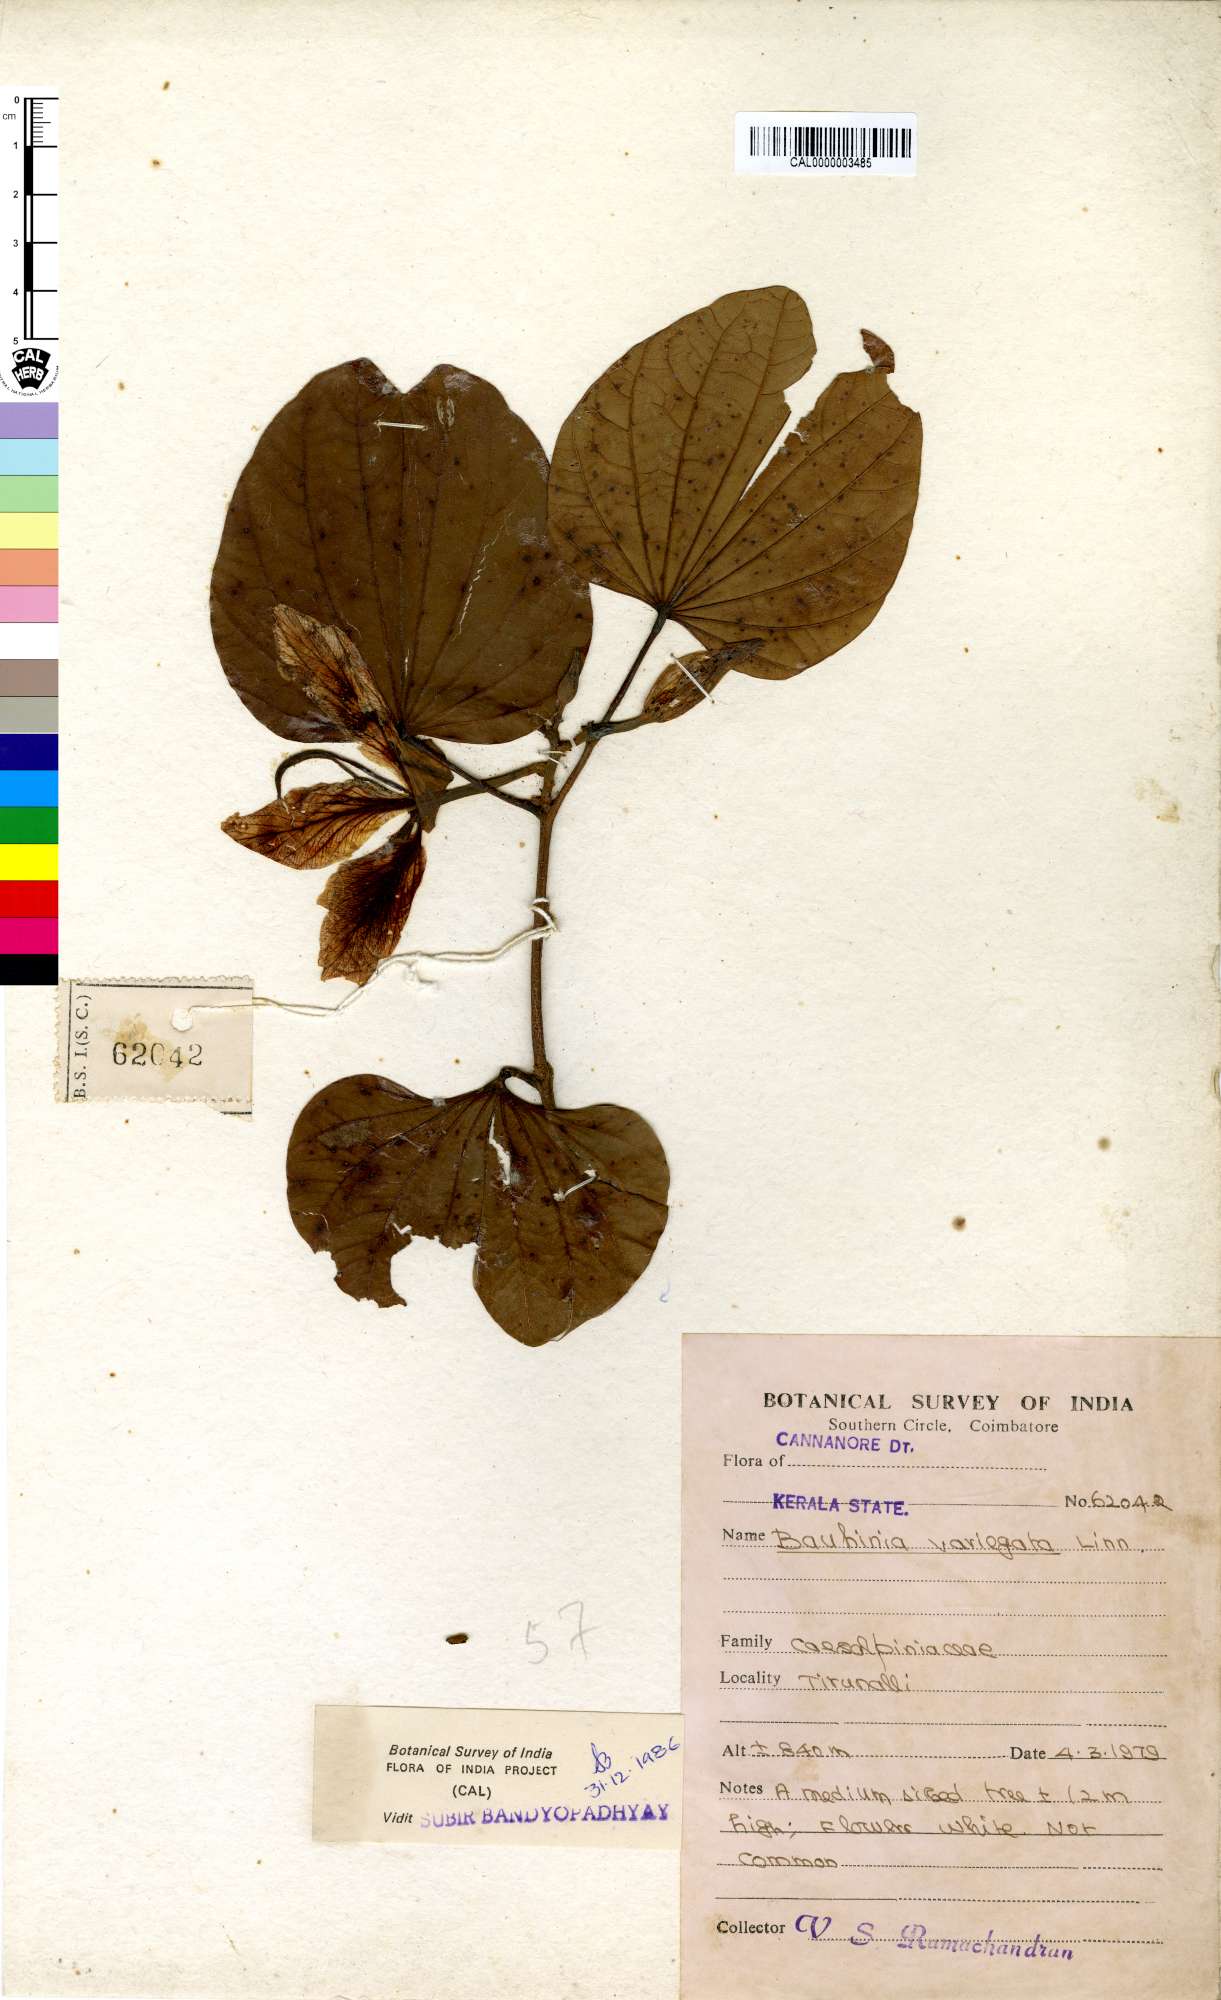 CAL0000003485
0
cm
1
2
3
4
5
CAL
HERB
B. S. I.(S. C.)
62042
BOTANICAL SURVEY OF INDIA
Southern Circle, Coimbatore
CANNANORE DT.
Flora of
KERALA STATE. No. 62042
Name Bauhinia variegata Linn.
Family Caesalpiniaceae
Locality Tirunelli
Alt ± 840 m Date 4.3.1979
Notes A medium sized tree ± 12 m
high; Flower white. Not
common
Collector V S Ramachandran
57
Botanical Survey of India
FLORA OF INDIA PROJECT
(CAL)
SB
31.12.1986
Vidit SUBIR BANDYOPADHYAY